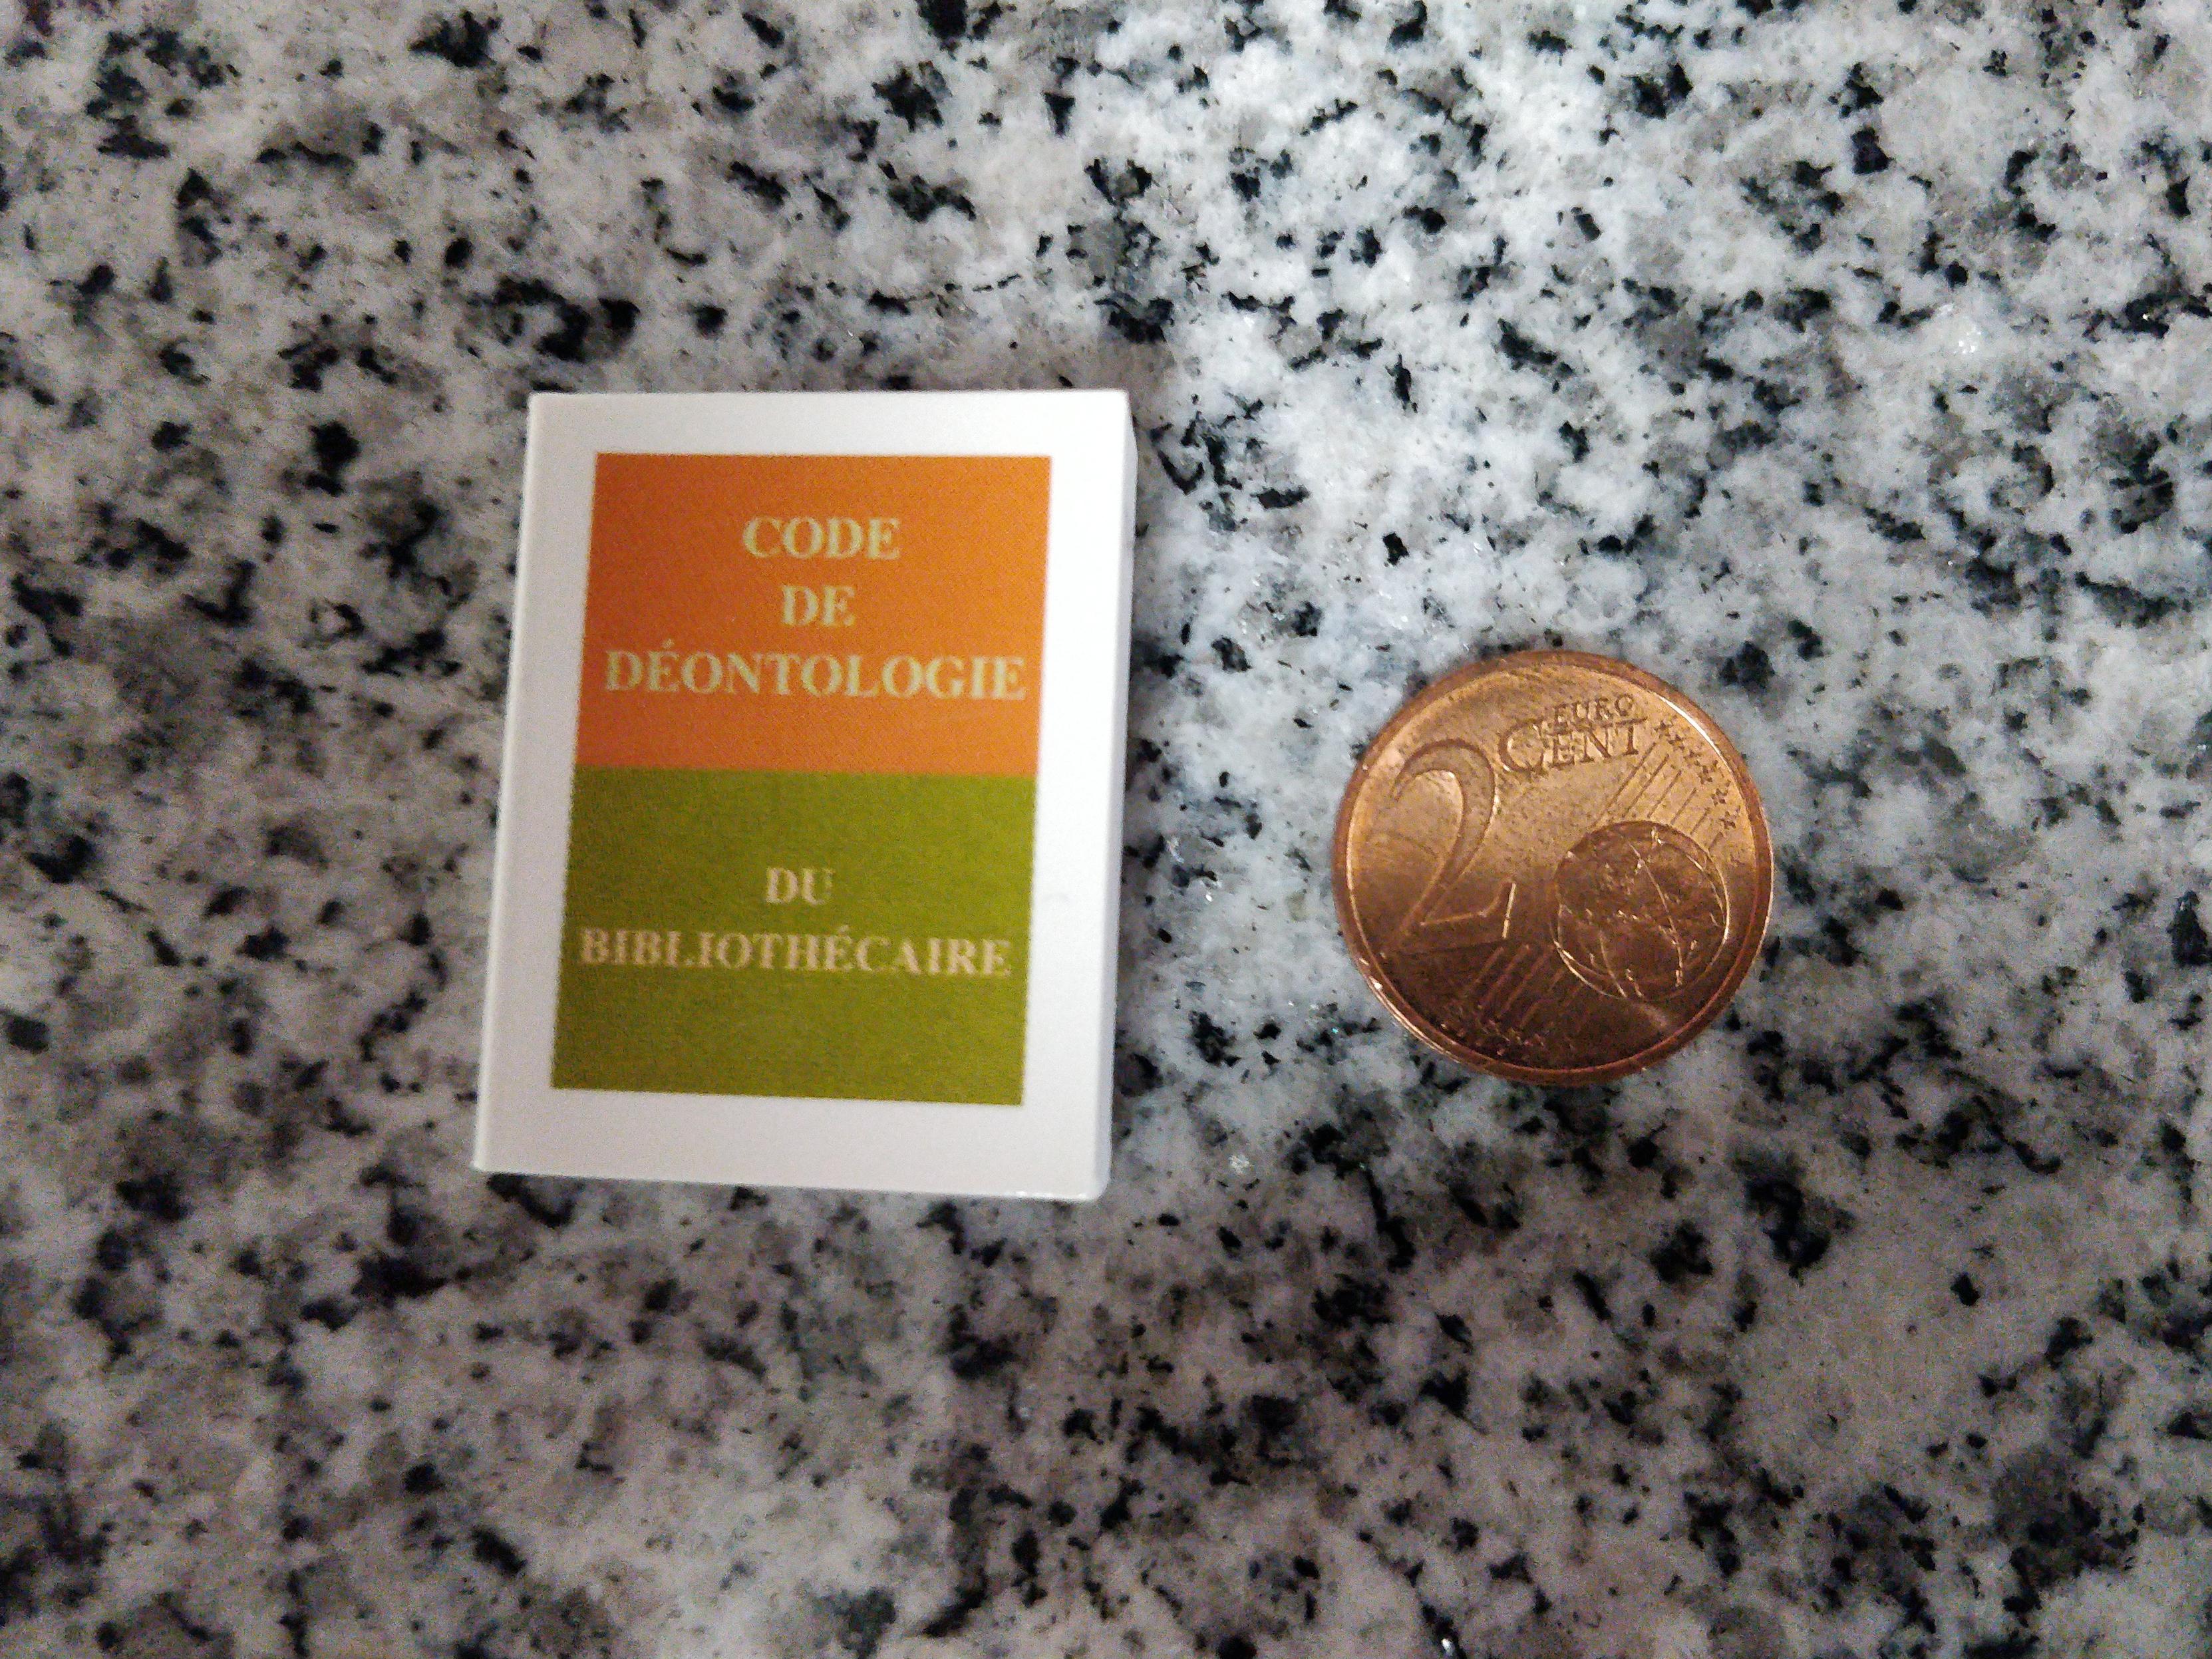 CODE
DE
DÉONTOLOGIE
DU
BIBLIOTHÉCAIRE
2
EURO
CENT